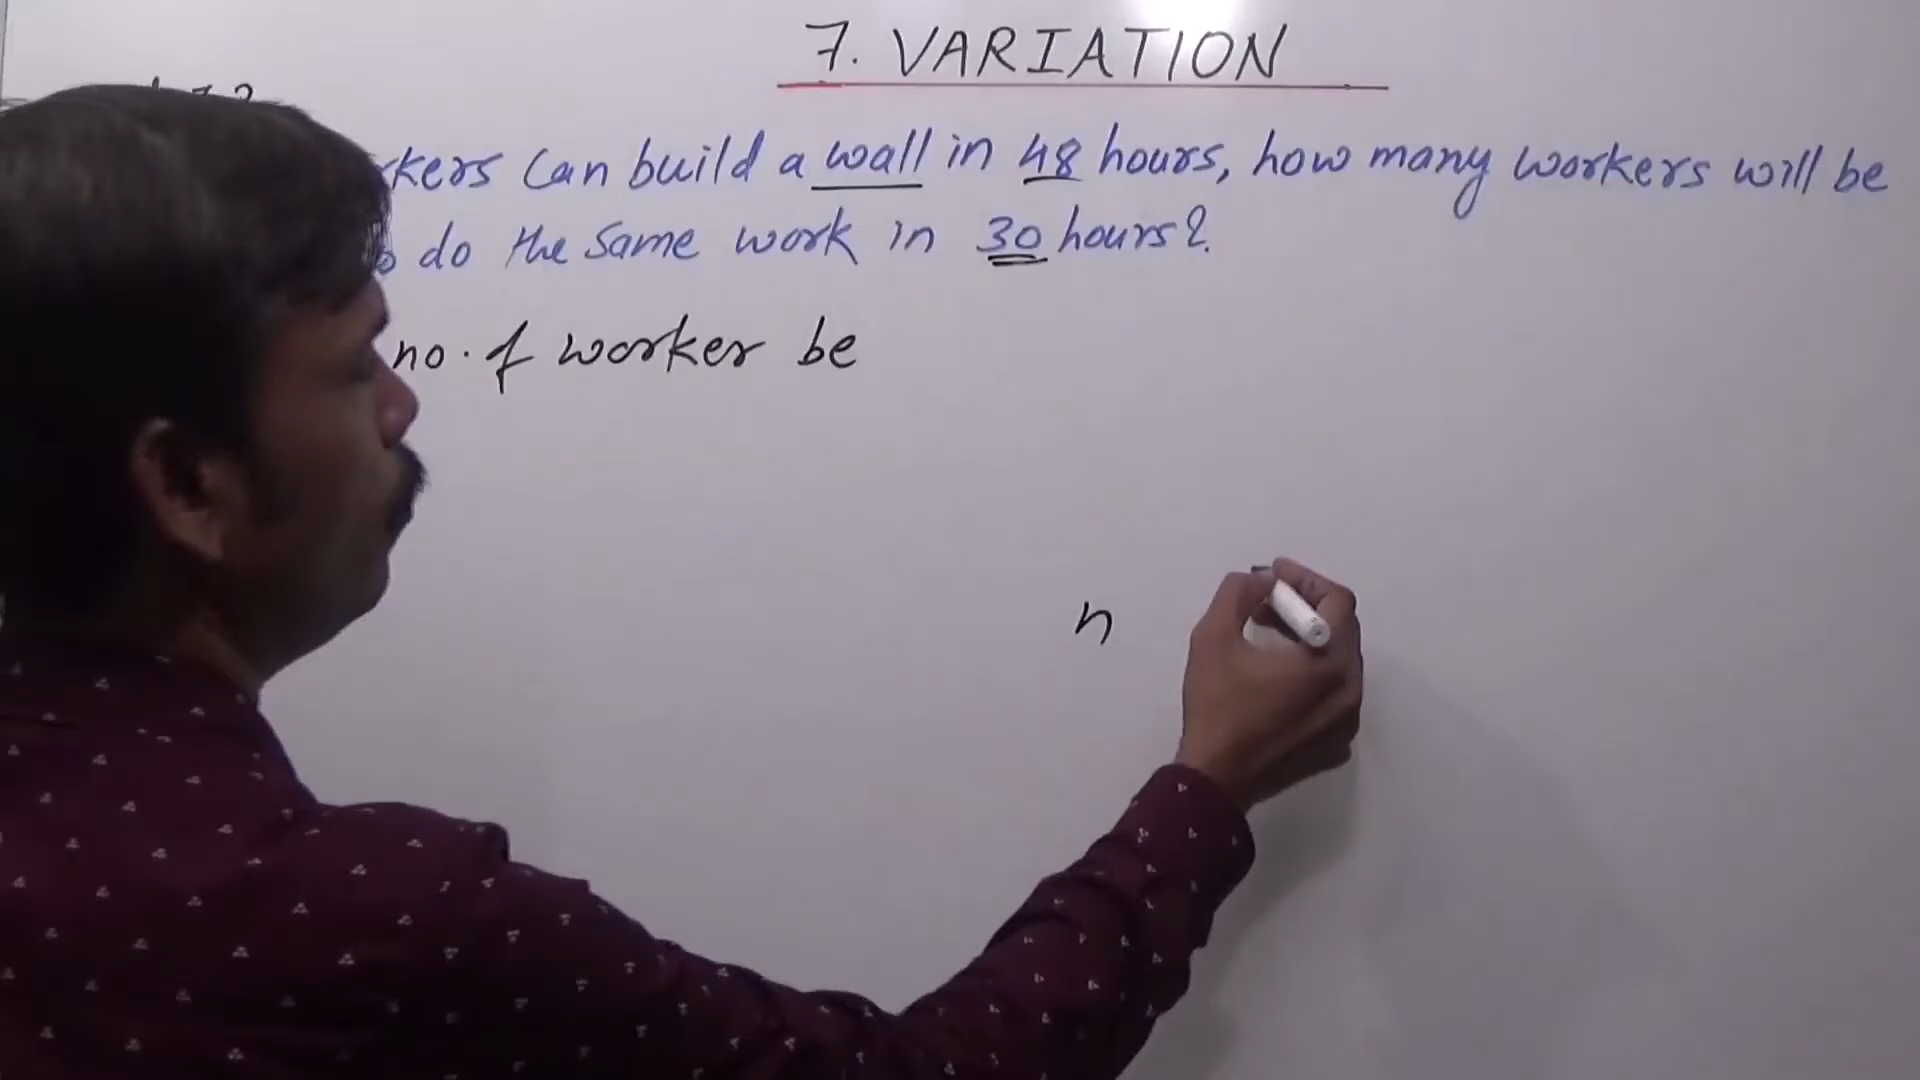 7. VARIATION
kers can build a wall in 48 hours, how many workers will be
do the same work in 30 hours?
no. of worker be
n